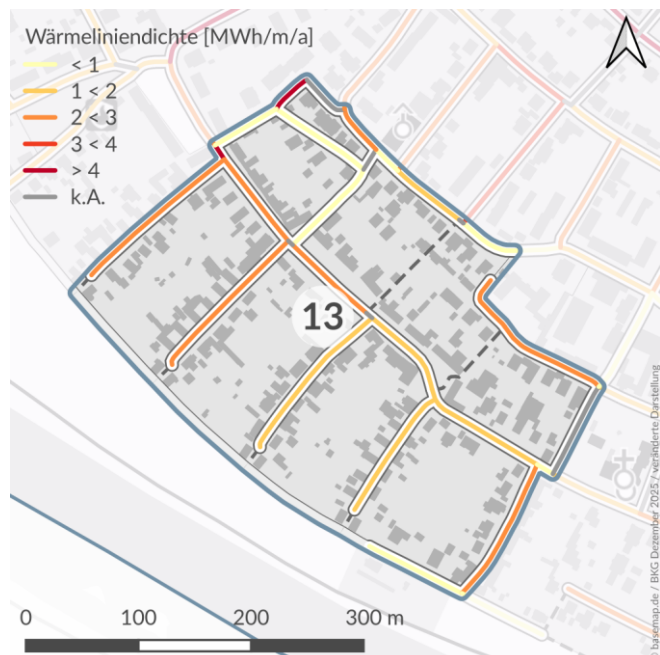 Wärmeliniendichte [MWh/m/a]
< 1
1 < 2
2 < 3
3 < 4
> 4
k.A.
13
0 100 200 300 m
© basemap.de / BKG Dezember 2025 / veränderte Darstellung